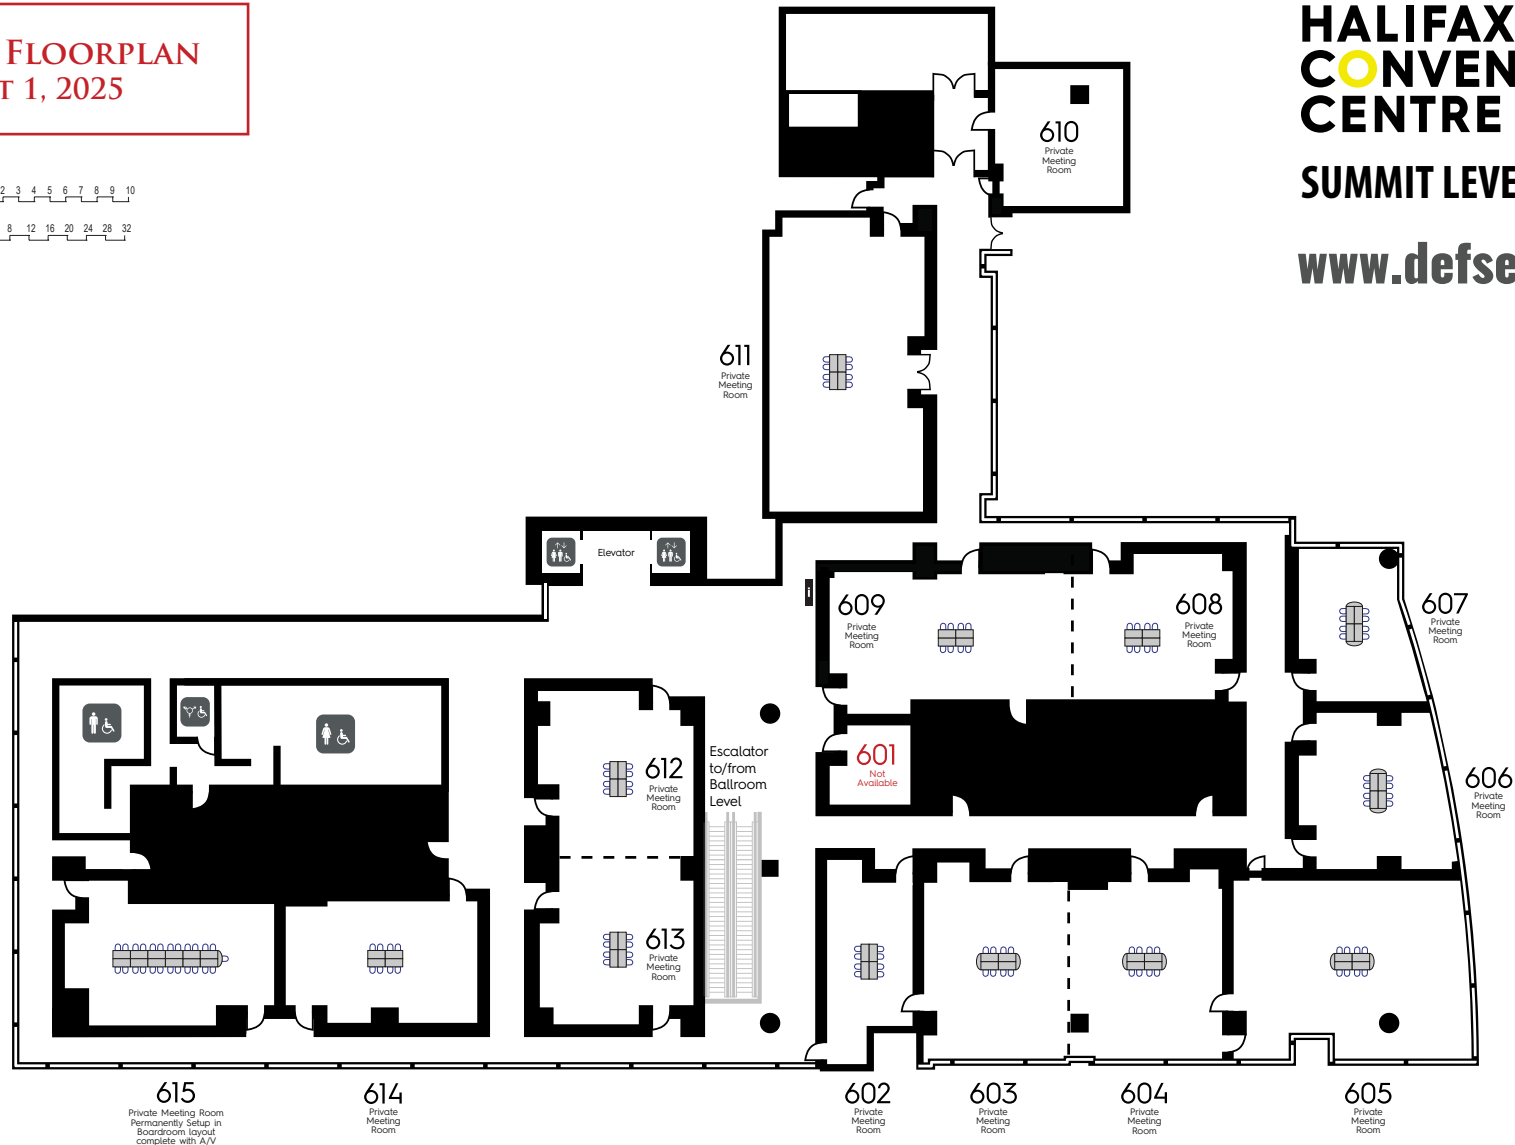 FLOORPLAN
T 1, 2025
HALIFAX
CONVEN
CENTRE
SUMMIT LEVE
www.defse
2 3 4 5 6 7 8 9 10
8 12 16 20 24 28 32
610
Private
Meeting
Room
611
Private
Meeting
Room
Elevator
609
Private
Meeting
Room
608
Private
Meeting
Room
607
Private
Meeting
Room
601
Not
Available
606
Private
Meeting
Room
612
Private
Meeting
Room
Escalator
to/from
Ballroom
Level
613
Private
Meeting
Room
615
Private Meeting Room
Permanently Setup in
Boardroom layout
complete with A/V
614
Private
Meeting
Room
602
Private
Meeting
Room
603
Private
Meeting
Room
604
Private
Meeting
Room
605
Private
Meeting
Room